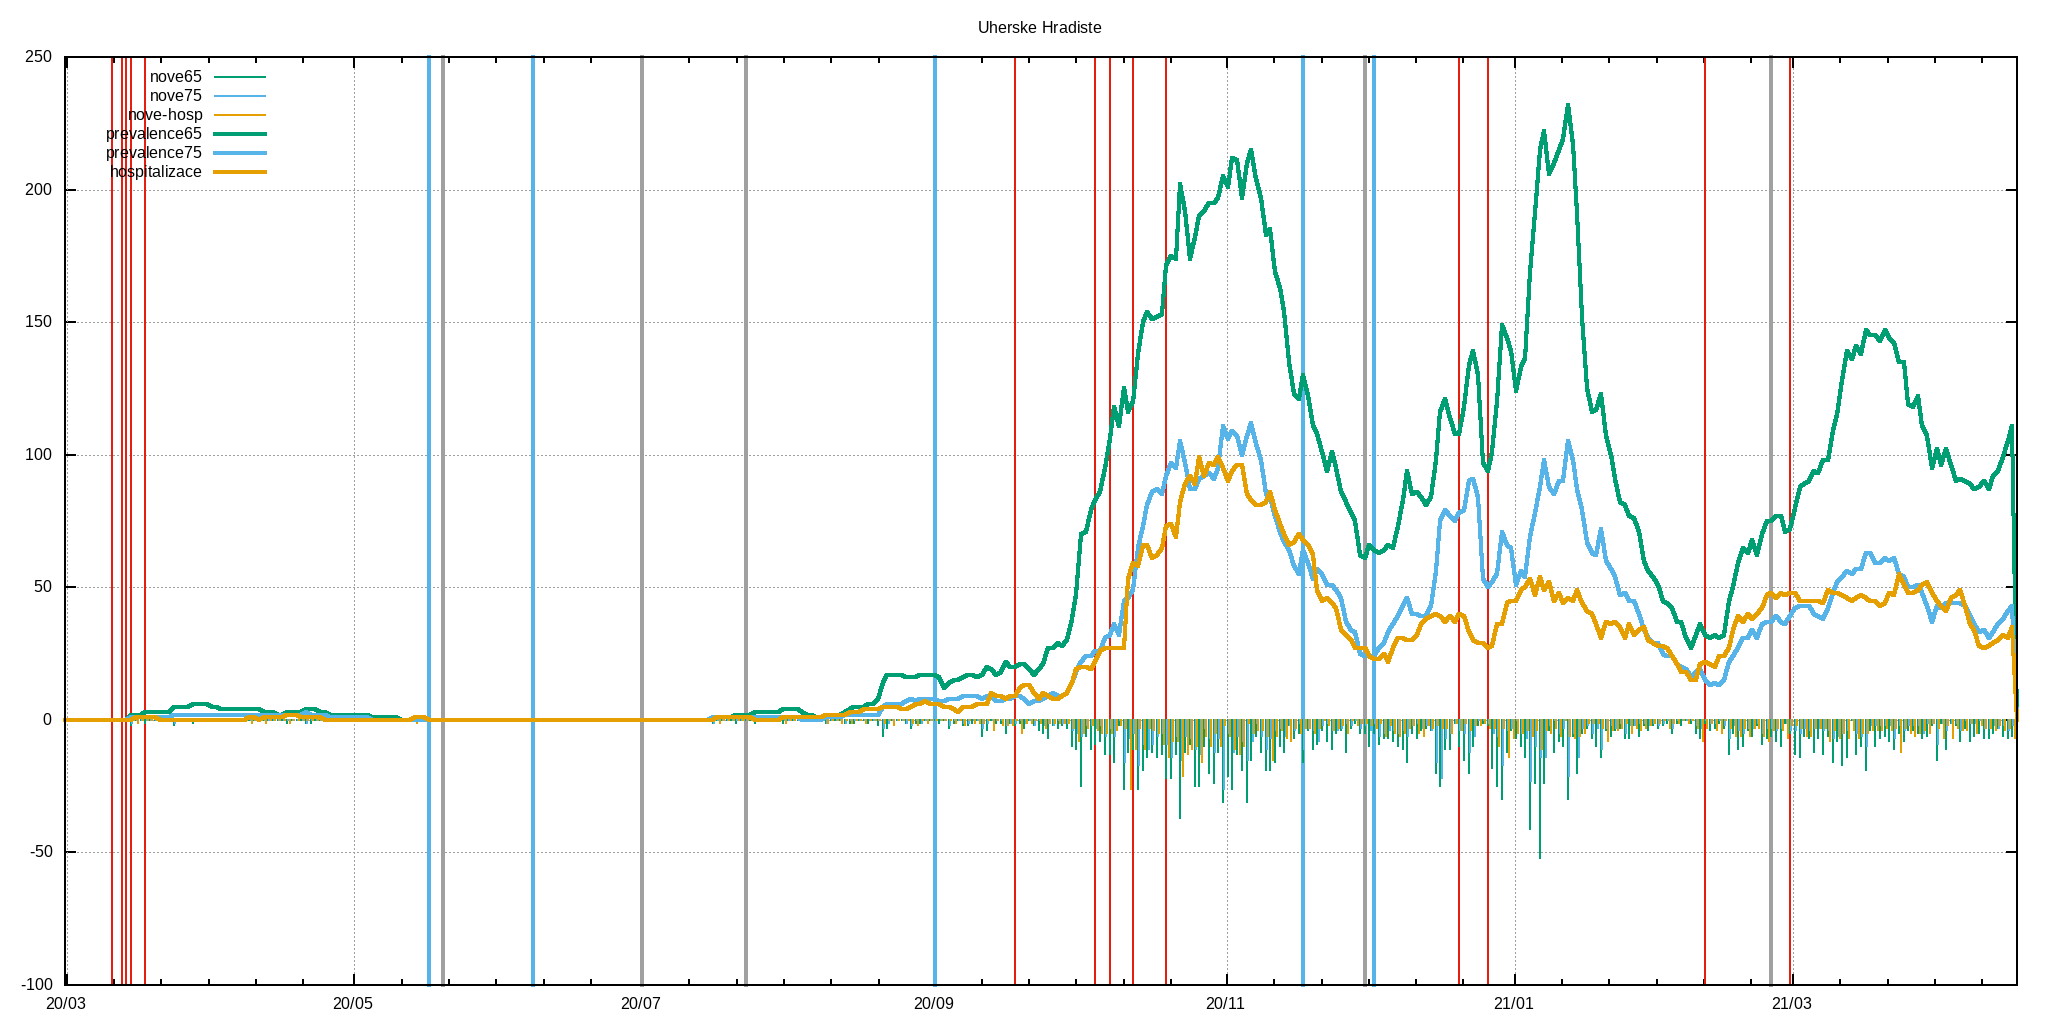 Uherske Hradiste
250
200
150
100
50
0
-50
-100
nove65
nove75
nove-hosp
prevalence65
prevalence75
hospitalizace
20/03 20/05 20/07 20/09 20/11 21/01 21/03